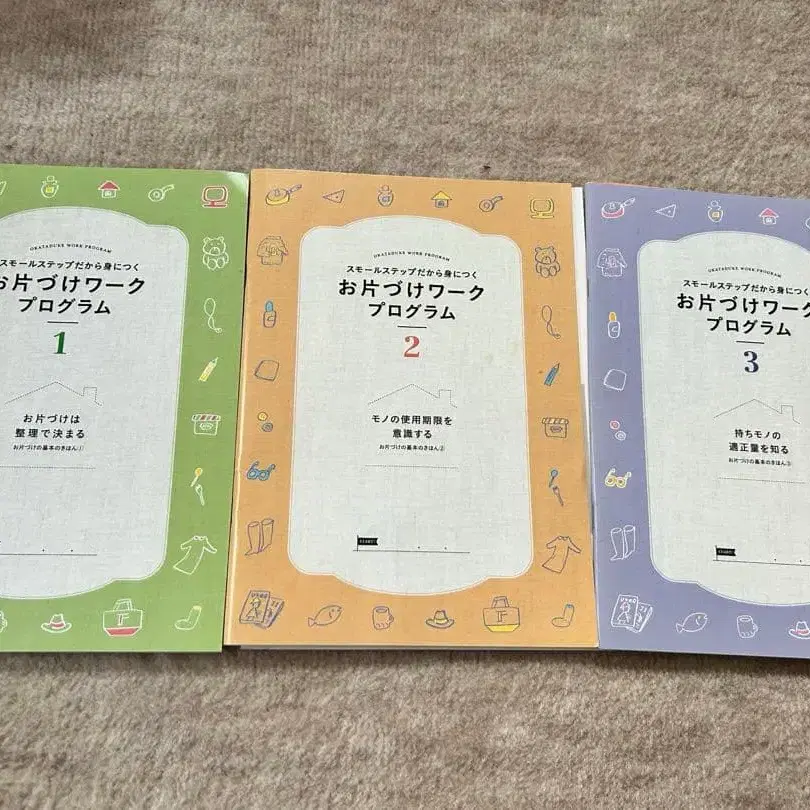 OKATADUKE WORK PROGRAM
スモールステップだから身につく
お片づけワーク
プログラム
1
お片づけは
整理で決まる
お片づけの基本のきほん①
OKATADUKE WORK PROGRAM
スモールステップだから身につく
お片づけワーク
プログラム
2
モノの使用期限を
意識する
お片づけの基本のきほん②
START!
OKATADUKE WORK PROGRAM
スモールステップだから身につく
お片づけワーク
プログラム
3
持ちモノの
適正量を知る
お片づけの基本のきほん③
START!